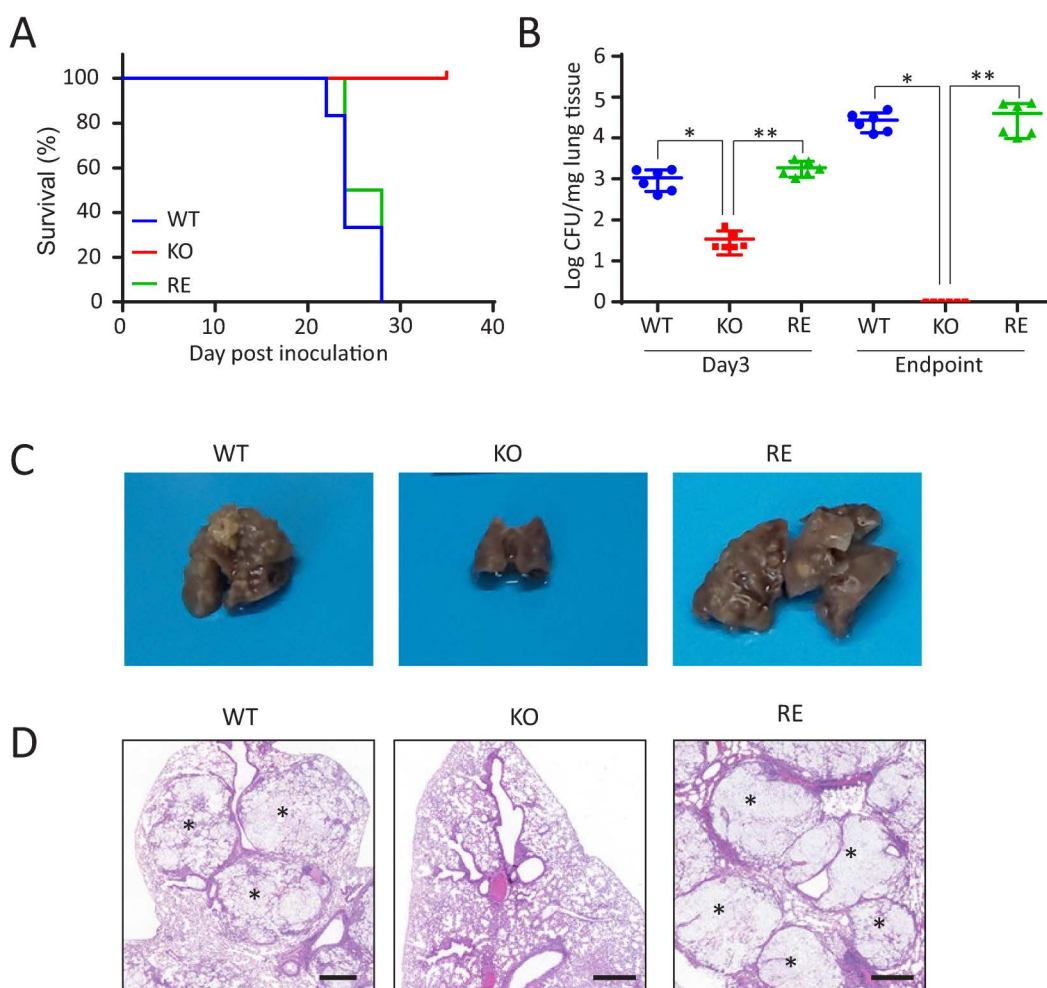 A
Survival (%)
100
80
60
40
20
0
WT
KO
RE
0 10 20 30 40
Day post inoculation
B
Log CFU/mg lung tissue
6
5
4
3
2
1
0
* ** * **
WT KO RE WT KO RE
Day3 Endpoint
C
WT KO RE
D
WT KO RE
* * *
* * * * *